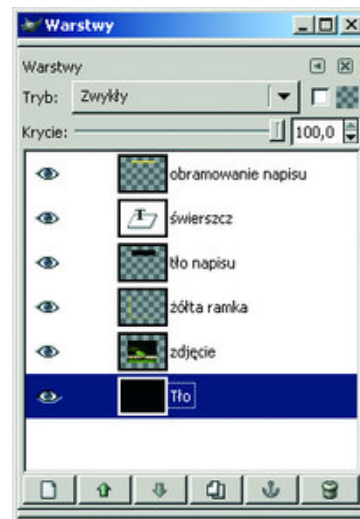 Warstwy
Warstwy
Tryb: Zwykły
Krycie: 100,0
obramowanie napisu
T świerszcz
tło napisu
żółta ramka
zdjęcie
Tło